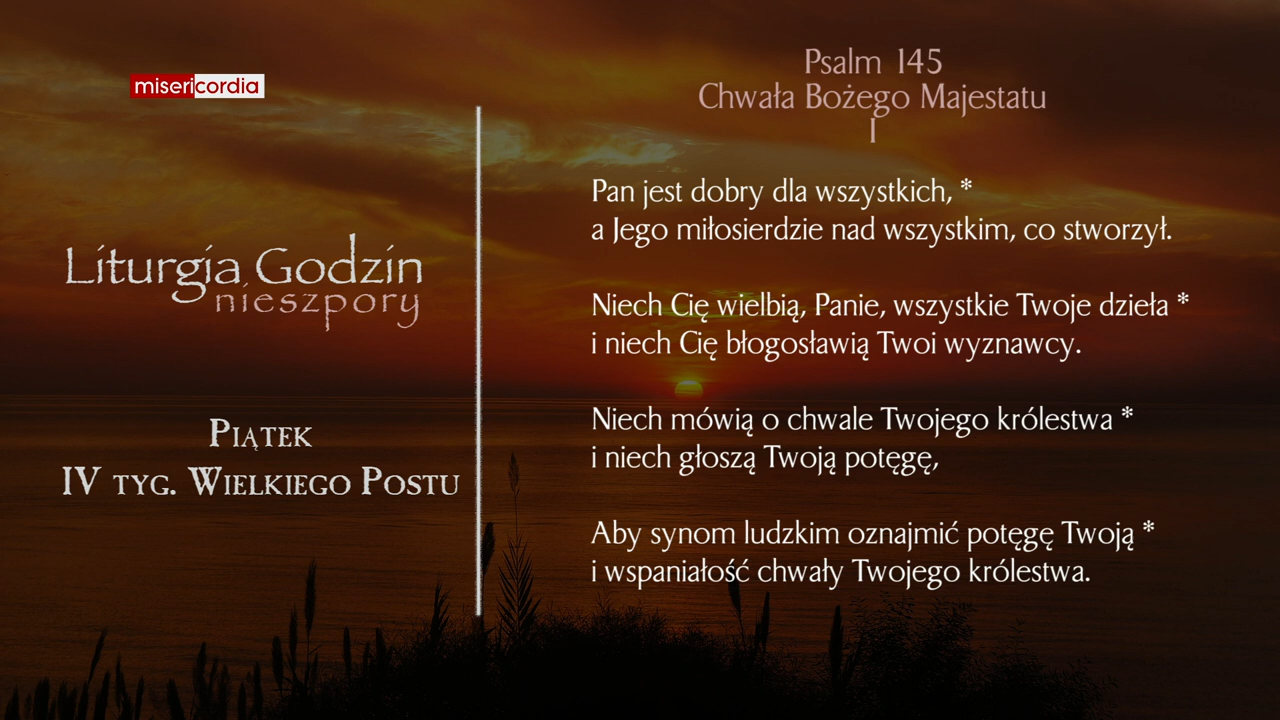 misericordia
Liturgia Godzin
nieszpory
Piątek
IV tyg. Wielkiego Postu
Psalm 145
Chwała Bożego Majestatu
I
Pan jest dobry dla wszystkich, *
a Jego miłosierdzie nad wszystkim, co stworzył.
Niech Cię wielbią, Panie, wszystkie Twoje dzieła *
i niech Cię błogosławią Twoi wyznawcy.
Niech mówią o chwale Twojego królestwa *
i niech głoszą Twoją potęgę,
Aby synom ludzkim oznajmić potęgę Twoją *
i wspaniałość chwały Twojego królestwa.